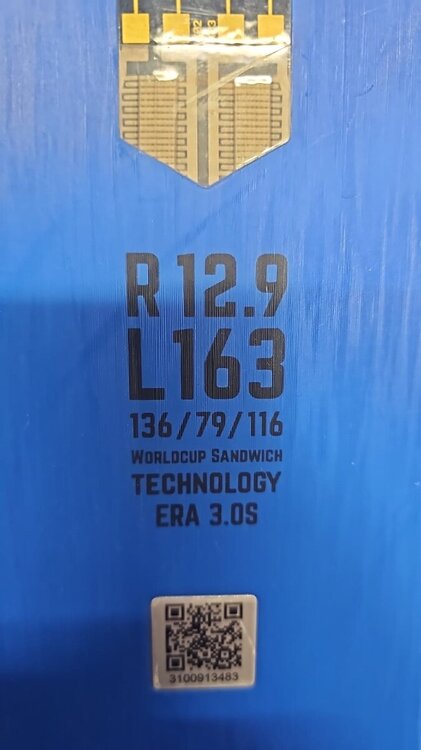 R 12.9
L163
136/79/116
WORLDCUP SANDWICH
TECHNOLOGY
ERA 3.0S
3100913483